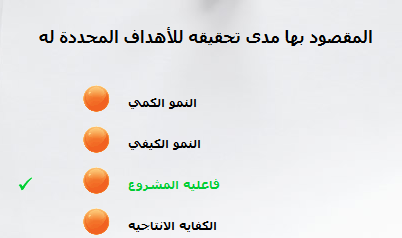 المقصود بها مدى تحقيقه للأهداف المحددة له
النمو الكمي
النمو الكيفي
فاعليه المشروع
الكفايه الانتاجيه